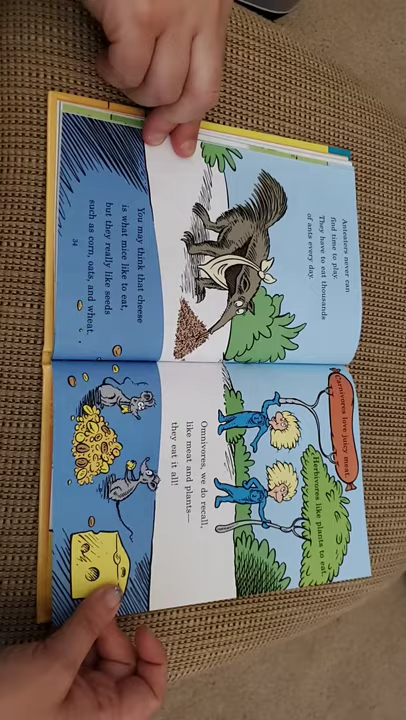 Anteaters never can
find time to play.
They have to eat thousands
of ants every day.
You may think that cheese
is what mice like to eat,
but they really like seeds
such as corn, oats, and wheat.
34
Carnivores love juicy meat.
Herbivores like plants to eat.
Omnivores, we do recall,
like meat and plants—
they eat it all!